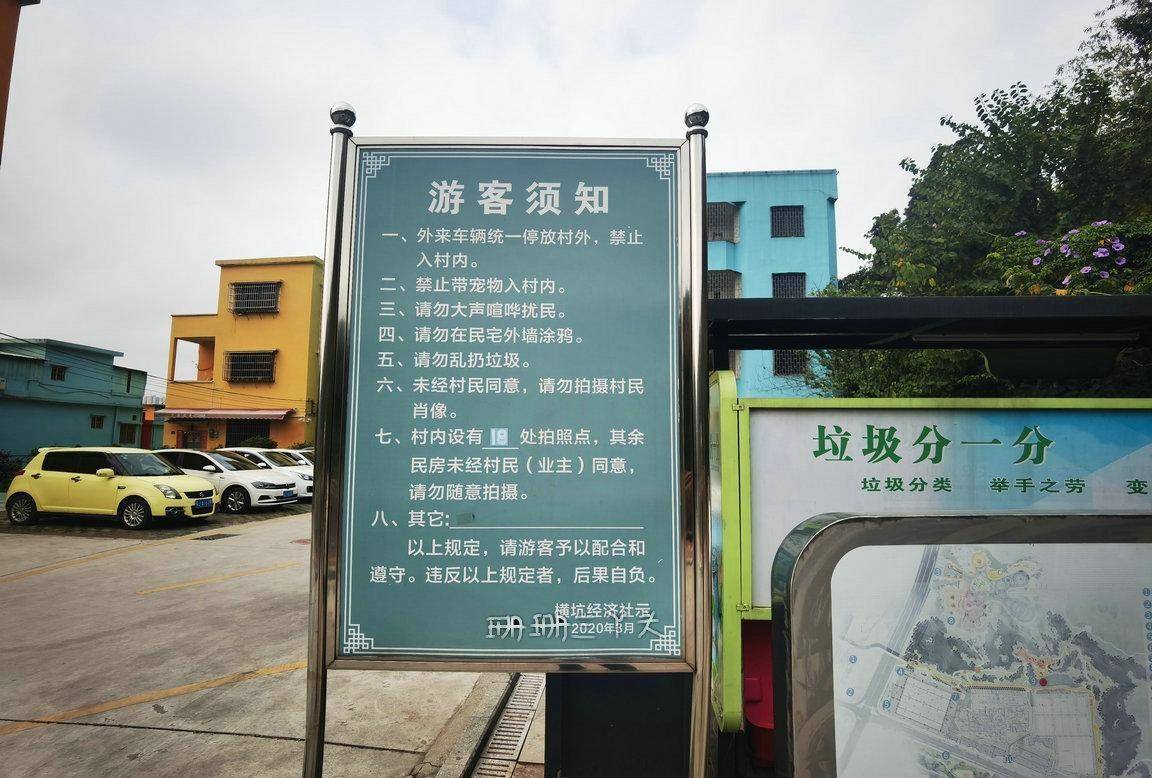 游客须知
一、外来车辆统一停放村外，禁止
入村内。
二、禁止带宠物入村内。
三、请勿大声喧哗扰民。
四、请勿在民宅外墙涂鸦。
五、请勿乱扔垃圾。
六、未经村民同意，请勿拍摄村民
肖像。
七、村内设有 18 处拍照点，其余
民房未经村民（业主）同意，
请勿随意拍摄。
八、其它:
以上规定，请游客予以配合和
遵守。违反以上规定者，后果自负。
横坑经济社示
2020年3月
垃圾分一分
垃圾分类 举手之劳 变